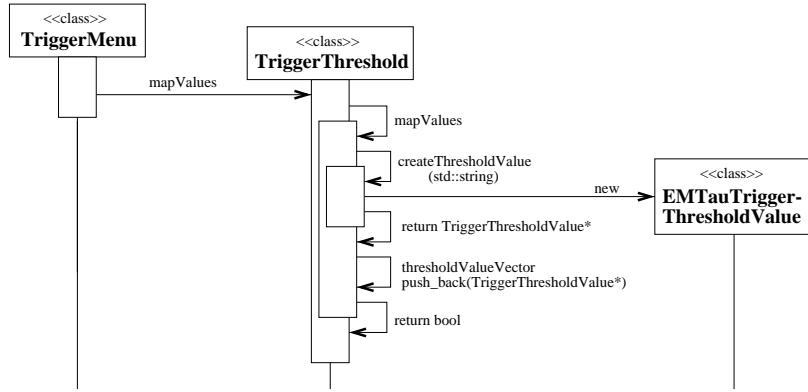 <<class>>
TriggerMenu
<<class>>
TriggerThreshold
mapValues
mapValues
createThresholdValue
(std::string)
new
<<class>>
EMTauTrigger-
ThresholdValue
return TriggerThresholdValue*
thresholdValueVector
push_back(TriggerThresholdValue*)
return bool